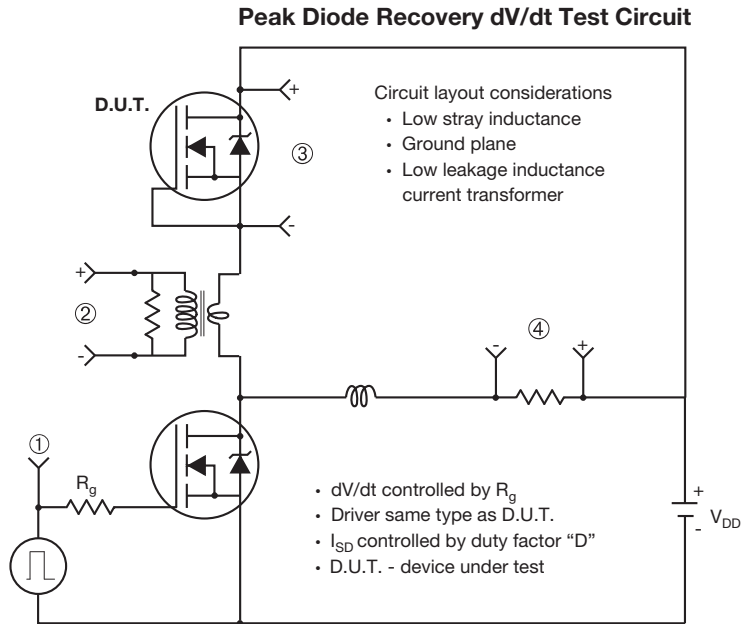 Peak Diode Recovery dV/dt Test Circuit
D.U.T.
+
Circuit layout considerations
• Low stray inductance
• Ground plane
• Low leakage inductance
current transformer
③
-
+
②
-
-
④
+
①
Rg
• dV/dt controlled by Rg
• Driver same type as D.U.T.
• ISD controlled by duty factor “D”
• D.U.T. - device under test
+
VDD
-